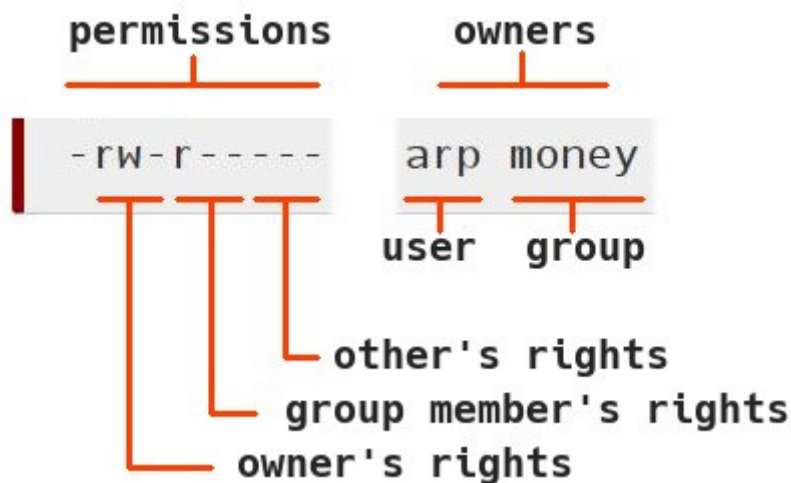 permissions owners
-rw-r----- arp money
user group
other's rights
group member's rights
owner's rights